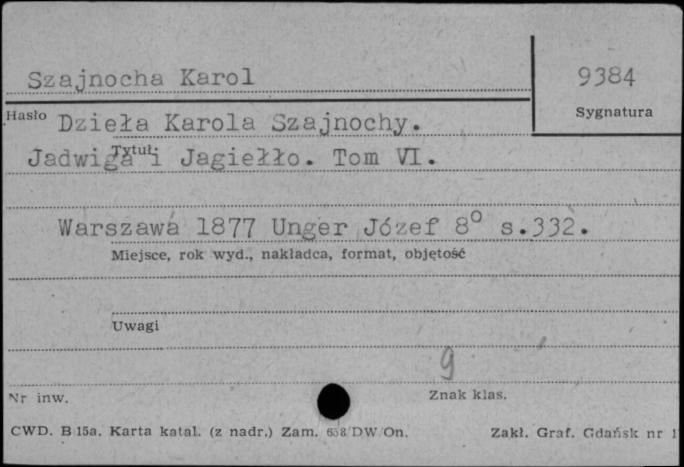 Szajnocha Karol
9384
Hasło
Sygnatura
Dzieła Karola Szajnochy.
Tytuł
Jadwiga i Jagiełło. Tom VI.
Warszawa 1877 Unger Józef 8° s.332.
Miejsce, rok wyd., nakładca, format, objętość
Uwagi
9
Nr inw.
Znak klas.
CWD. B 15a. Karta katal. (z nadr.) Zam. 658/DW/On.
Zakł. Graf. Gdańsk nr 1